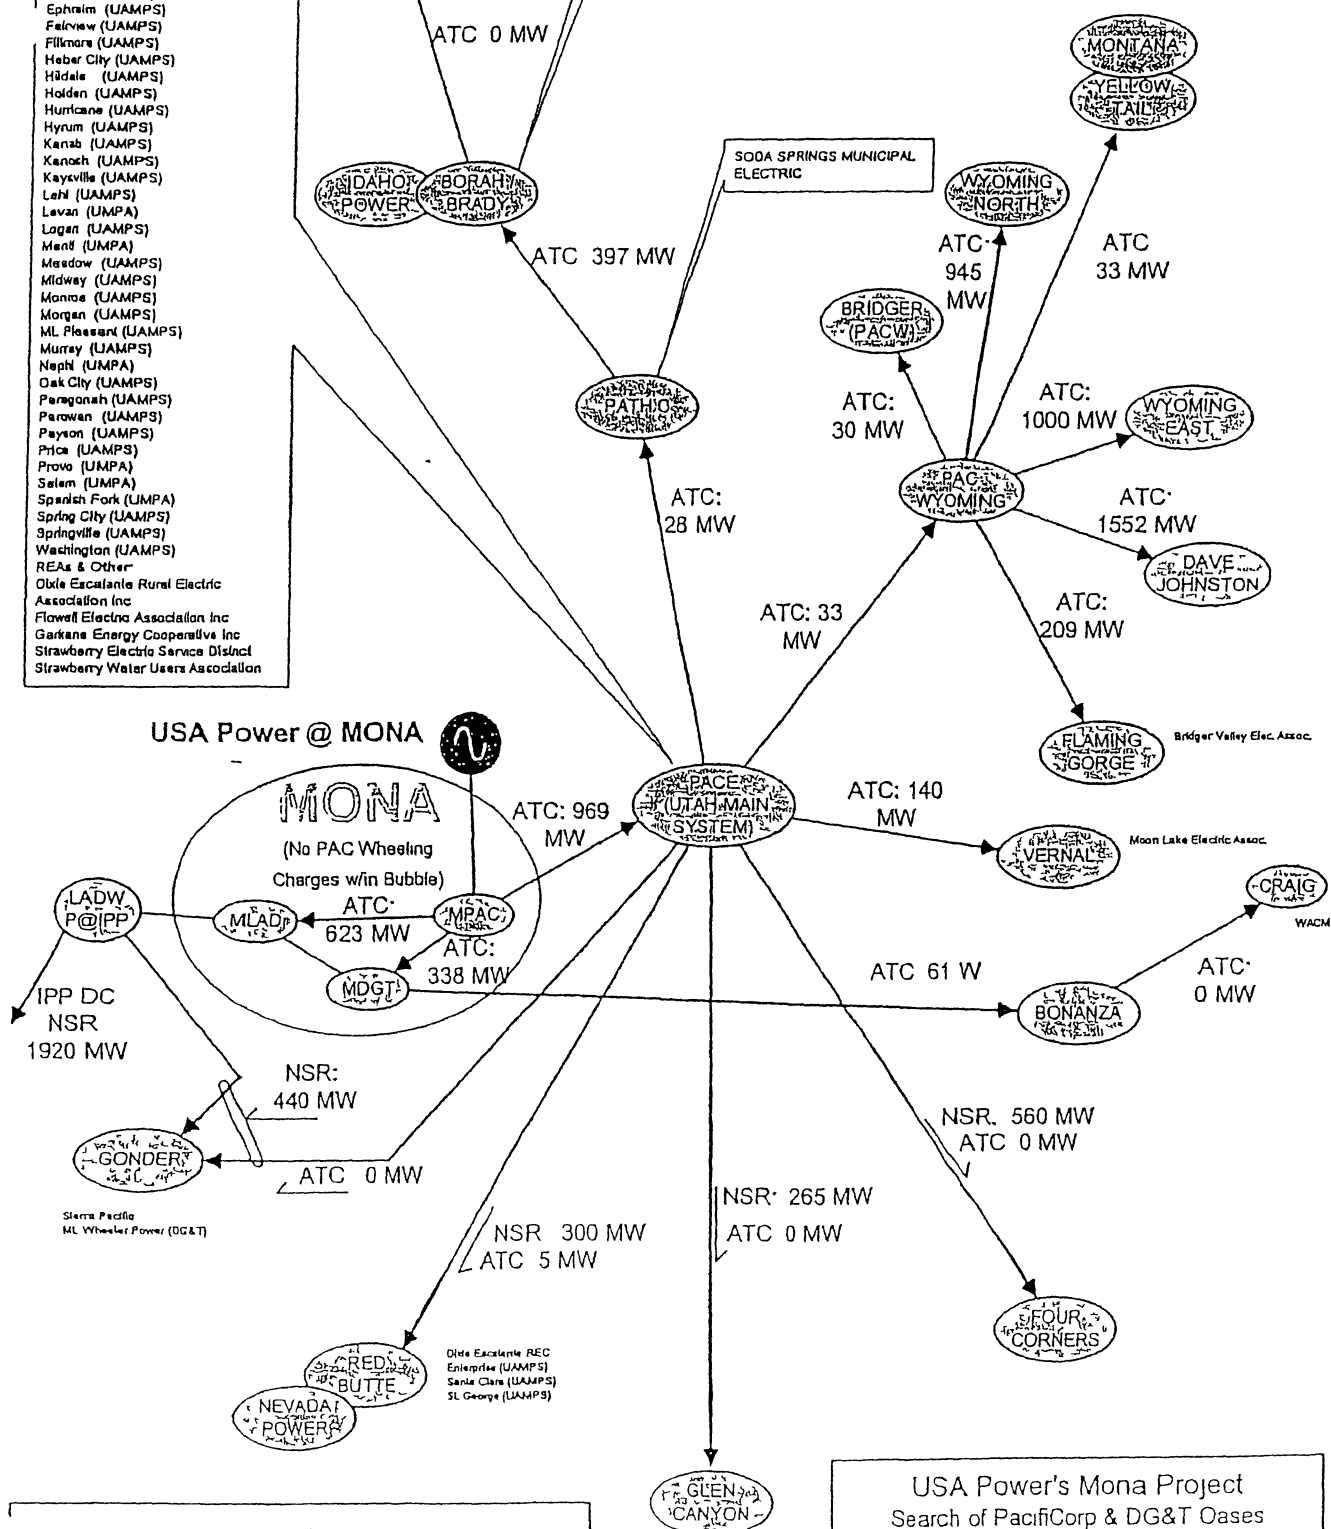 Ephraim (UAMPS)
Fairview (UAMPS)
Fillmore (UAMPS)
Heber City (UAMPS)
Hildale (UAMPS)
Holden (UAMPS)
Hurricane (UAMPS)
Hyrum (UAMPS)
Kanab (UAMPS)
Kanosh (UAMPS)
Kaysville (UAMPS)
Lehi (UAMPS)
Levan (UMPA)
Logan (UAMPS)
Manti (UMPA)
Meadow (UAMPS)
Midway (UAMPS)
Monroe (UAMPS)
Morgan (UAMPS)
Mt. Pleasant (UAMPS)
Murray (UAMPS)
Nephi (UMPA)
Oak City (UAMPS)
Paragonah (UAMPS)
Parowan (UAMPS)
Payson (UAMPS)
Price (UAMPS)
Provo (UMPA)
Salem (UMPA)
Spanish Fork (UMPA)
Spring City (UAMPS)
Springville (UAMPS)
Washington (UAMPS)
REAs & Other
Dixie Escalante Rural Electric
Association Inc
Flowell Electric Association Inc
Garkane Energy Cooperative Inc
Strawberry Electric Service District
Strawberry Water Users Association
ATC 0 MW
IDAHO
POWER
BORAH
BRADY
ATC 397 MW
SODA SPRINGS MUNICIPAL
ELECTRIC
PATH O
ATC:
28 MW
MONTANA
YELLOW
TAIL
WYOMING
NORTH
ATC
945
MW
ATC
33 MW
BRIDGER
(PACW)
ATC:
30 MW
ATC:
1000 MW
WYOMING
EAST
PAC
WYOMING
ATC
1552 MW
DAVE
JOHNSTON
ATC: 33
MW
ATC:
209 MW
FLAMING
GORGE
Bridger Valley Elec. Assoc.
USA Power @ MONA
MONA
(No PAC Wheeling
Charges w/in Bubble)
ATC: 969
MW
PACE
(UTAH MAIN
SYSTEM)
ATC: 140
MW
VERNAL
Moon Lake Electric Assoc.
LADW
P@IPP
MLAD
ATC
623 MW
MPAC
ATC:
338 MW
MDGT
CRAIG
WACM
ATC 61 W
BONANZA
ATC
0 MW
IPP DC
NSR
1920 MW
NSR:
440 MW
GONDER
ATC 0 MW
Sierra Pacific
Mt. Wheeler Power (DG&T)
NSR. 560 MW
ATC 0 MW
NSR 265 MW
ATC 0 MW
NSR 300 MW
ATC 5 MW
FOUR
CORNERS
RED
BUTTE
NEVADA
POWER
Dixie Escalante REC
Enterprise (UAMPS)
Santa Clara (UAMPS)
St. George (UAMPS)
GLEN
CANYON
USA Power's Mona Project
Search of PacifiCorp & DG&T Oases